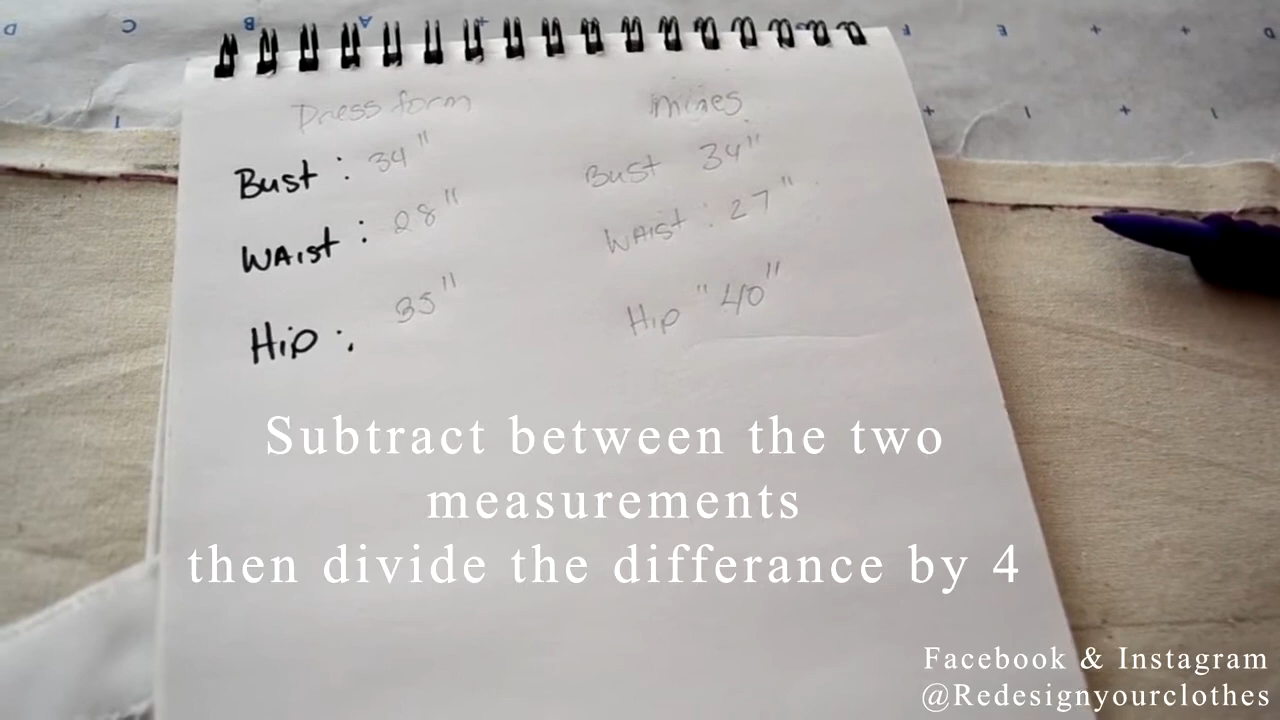 D C B A + F E + + D
I + I + I
Dress form mines
Bust : 34" Bust 34"
WAist : 28" WAist : 27"
Hip : 35" Hip " 40"
Subtract between the two
measurements
then divide the differance by 4
Facebook & Instagram
@Redesignyourclothes